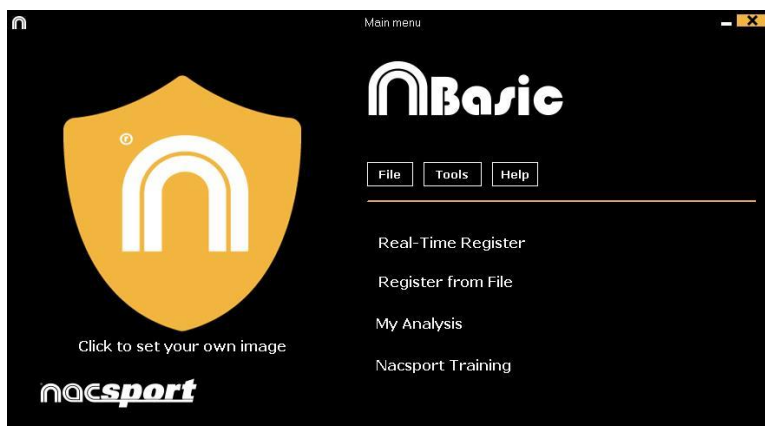 Main menu
Basic
File Tools Help
Real-Time Register
Register from File
My Analysis
Nacsport Training
Click to set your own image
nacsport